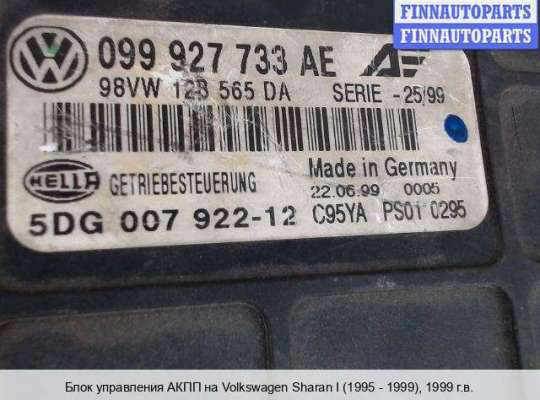 FINNAUTOPARTS
FINNAUTOPARTS
FINNAUTOPARTS
099 927 733 AE
98VW 12B 565 DA SERIE - 25/99
HELLA GETRIEBESTEUERUNG
Made in Germany
22.06.99 0005
5DG 007 922-12 C95YA PS01 0295
Блок управления АКПП на Volkswagen Sharan I (1995 - 1999), 1999 г.в.